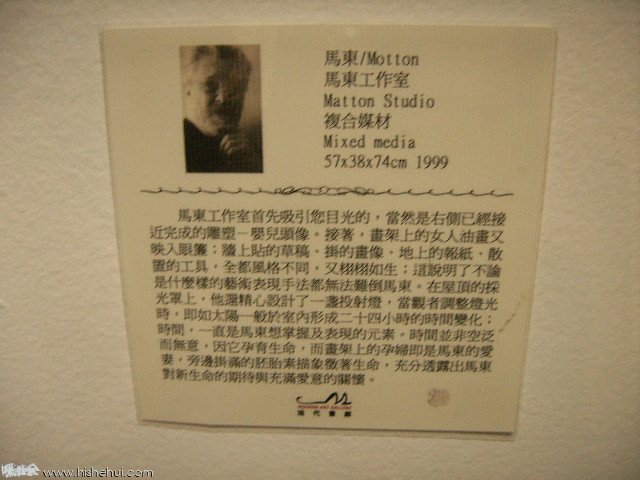 馬東/Motton
馬東工作室
Matton Studio
複合媒材
Mixed media
57x38x74cm 1999
馬東工作室首先吸引您目光的，當然是右側已經接
近完成的雕塑－嬰兒頭像。接著，畫架上的女人油畫又
映入眼簾；牆上貼的草稿、掛的畫像、地上的報紙、散
置的工具，全都風格不同，又栩栩如生；這說明了不論
是什麼樣的藝術表現手法都無法難倒馬東。在屋頂的採
光罩上，他還精心設計了一盞投射燈，當觀者調整燈光
時，即如太陽一般於室內形成二十四小時的時間變化；
時間，一直是馬東想掌握及表現的元素。時間並非空泛
而無意，因它孕育生命，而畫架上的孕婦即是馬東的愛
妻，旁邊掛滿的胚胎素描象徵著生命，充分透露出馬東
對新生命的期待與充滿愛意的關懷。
MODERN ART GALLERY
現代畫廊
www.hishehui.com